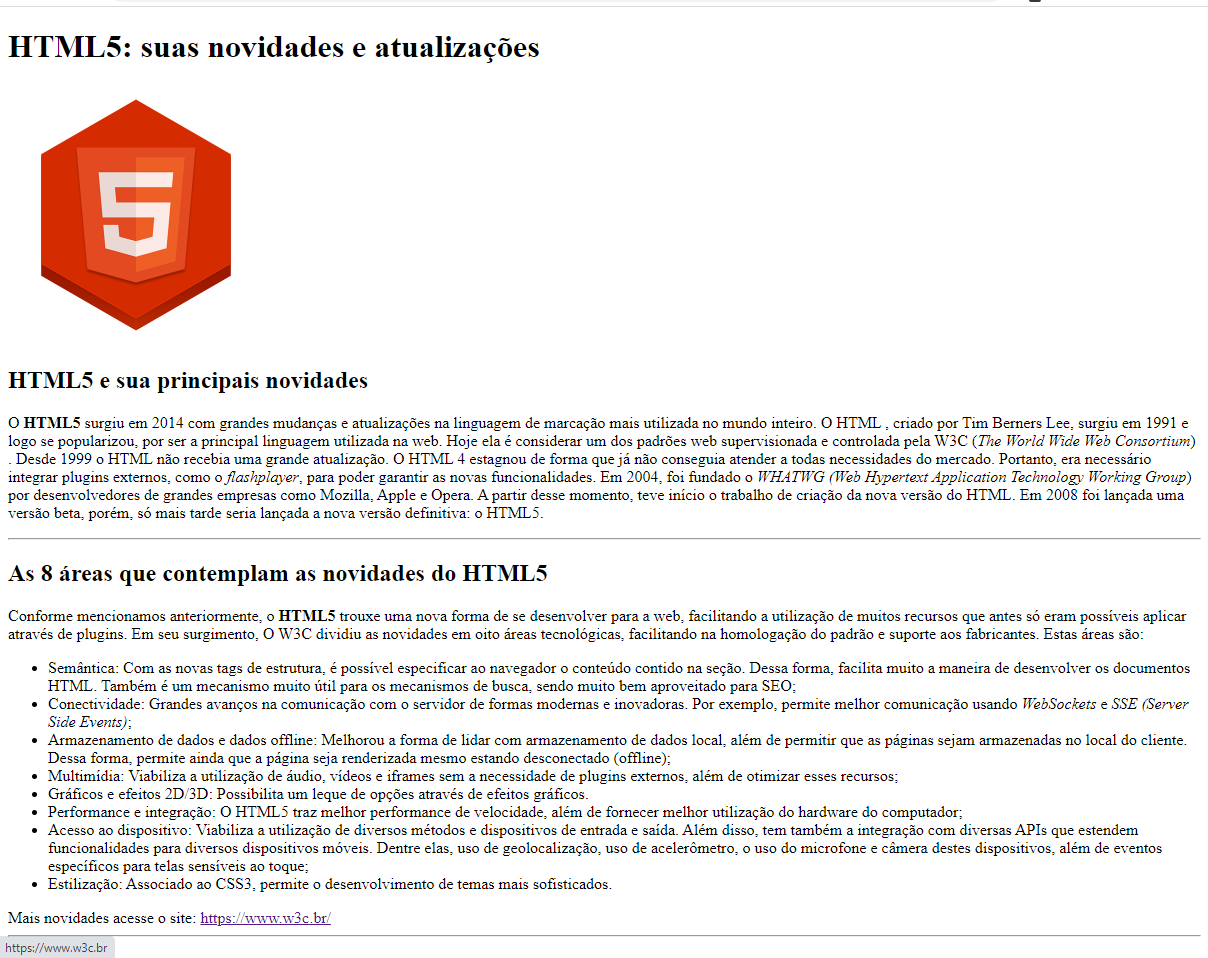 HTML5: suas novidades e atualizações
5
HTML5 e sua principais novidades
O HTML5 surgiu em 2014 com grandes mudanças e atualizações na linguagem de marcação mais utilizada no mundo inteiro. O HTML , criado por Tim Berners Lee, surgiu em 1991 e
logo se popularizou, por ser a principal linguagem utilizada na web. Hoje ela é considerar um dos padrões web supervisionada e controlada pela W3C (The World Wide Web Consortium)
. Desde 1999 o HTML não recebia uma grande atualização. O HTML 4 estagnou de forma que já não conseguia atender a todas necessidades do mercado. Portanto, era necessário
integrar plugins externos, como o flashplayer, para poder garantir as novas funcionalidades. Em 2004, foi fundado o WHATWG (Web Hypertext Application Technology Working Group)
por desenvolvedores de grandes empresas como Mozilla, Apple e Opera. A partir desse momento, teve início o trabalho de criação da nova versão do HTML. Em 2008 foi lançada uma
versão beta, porém, só mais tarde seria lançada a nova versão definitiva: o HTML5.
As 8 áreas que contemplam as novidades do HTML5
Conforme mencionamos anteriormente, o HTML5 trouxe uma nova forma de se desenvolver para a web, facilitando a utilização de muitos recursos que antes só eram possíveis aplicar
através de plugins. Em seu surgimento, O W3C dividiu as novidades em oito áreas tecnológicas, facilitando na homologação do padrão e suporte aos fabricantes. Estas áreas são:
• Semântica: Com as novas tags de estrutura, é possível especificar ao navegador o conteúdo contido na seção. Dessa forma, facilita muito a maneira de desenvolver os documentos
HTML. Também é um mecanismo muito útil para os mecanismos de busca, sendo muito bem aproveitado para SEO;
• Conectividade: Grandes avanços na comunicação com o servidor de formas modernas e inovadoras. Por exemplo, permite melhor comunicação usando WebSockets e SSE (Server
Side Events);
• Armazenamento de dados e dados offline: Melhorou a forma de lidar com armazenamento de dados local, além de permitir que as páginas sejam armazenadas no local do cliente.
Dessa forma, permite ainda que a página seja renderizada mesmo estando desconectado (offline);
• Multimídia: Viabiliza a utilização de áudio, vídeos e iframes sem a necessidade de plugins externos, além de otimizar esses recursos;
• Gráficos e efeitos 2D/3D: Possibilita um leque de opções através de efeitos gráficos.
• Performance e integração: O HTML5 traz melhor performance de velocidade, além de fornecer melhor utilização do hardware do computador;
• Acesso ao dispositivo: Viabiliza a utilização de diversos métodos e dispositivos de entrada e saída. Além disso, tem também a integração com diversas APIs que estendem
funcionalidades para diversos dispositivos móveis. Dentre elas, uso de geolocalização, uso de acelerômetro, o uso do microfone e câmera destes dispositivos, além de eventos
específicos para telas sensíveis ao toque;
• Estilização: Associado ao CSS3, permite o desenvolvimento de temas mais sofisticados.
Mais novidades acesse o site: https://www.w3c.br/
https://www.w3c.br